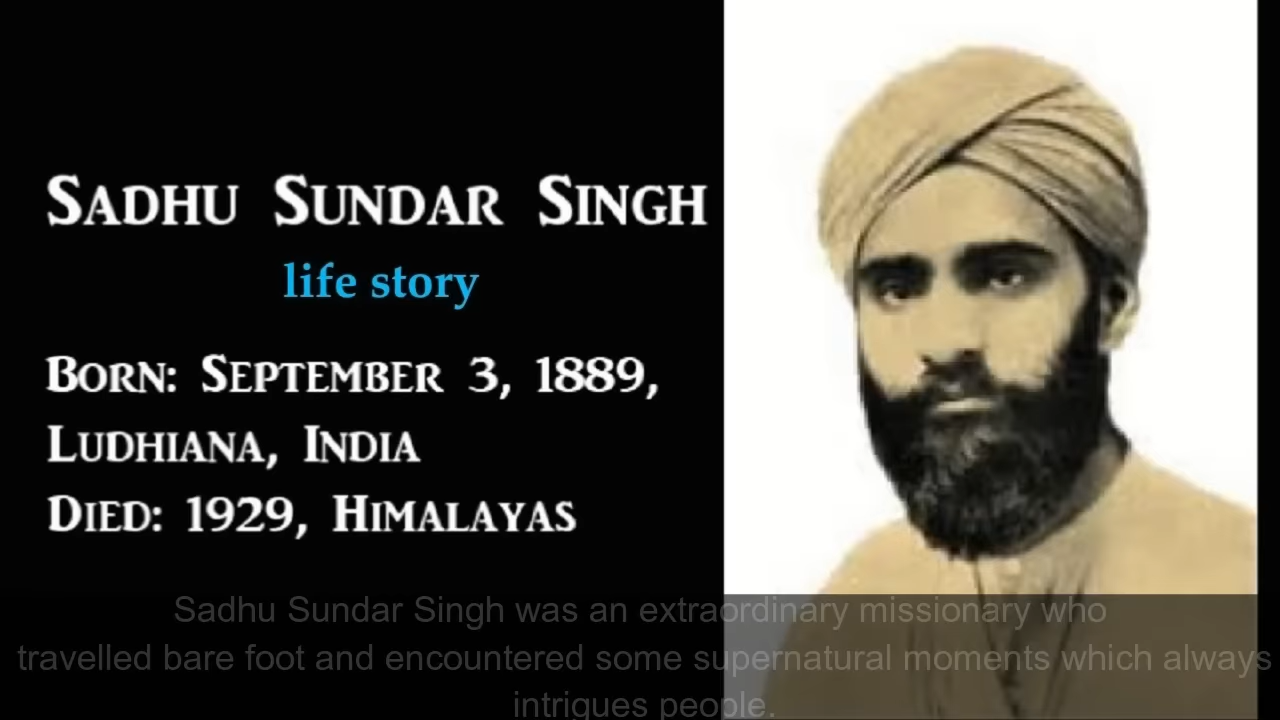 SADHU SUNDAR SINGH
life story
BORN: SEPTEMBER 3, 1889,
LUDHIANA, INDIA
DIED: 1929, HIMALAYAS
Sadhu Sundar Singh was an extraordinary missionary who
travelled bare foot and encountered some supernatural moments which always
intrigues people.